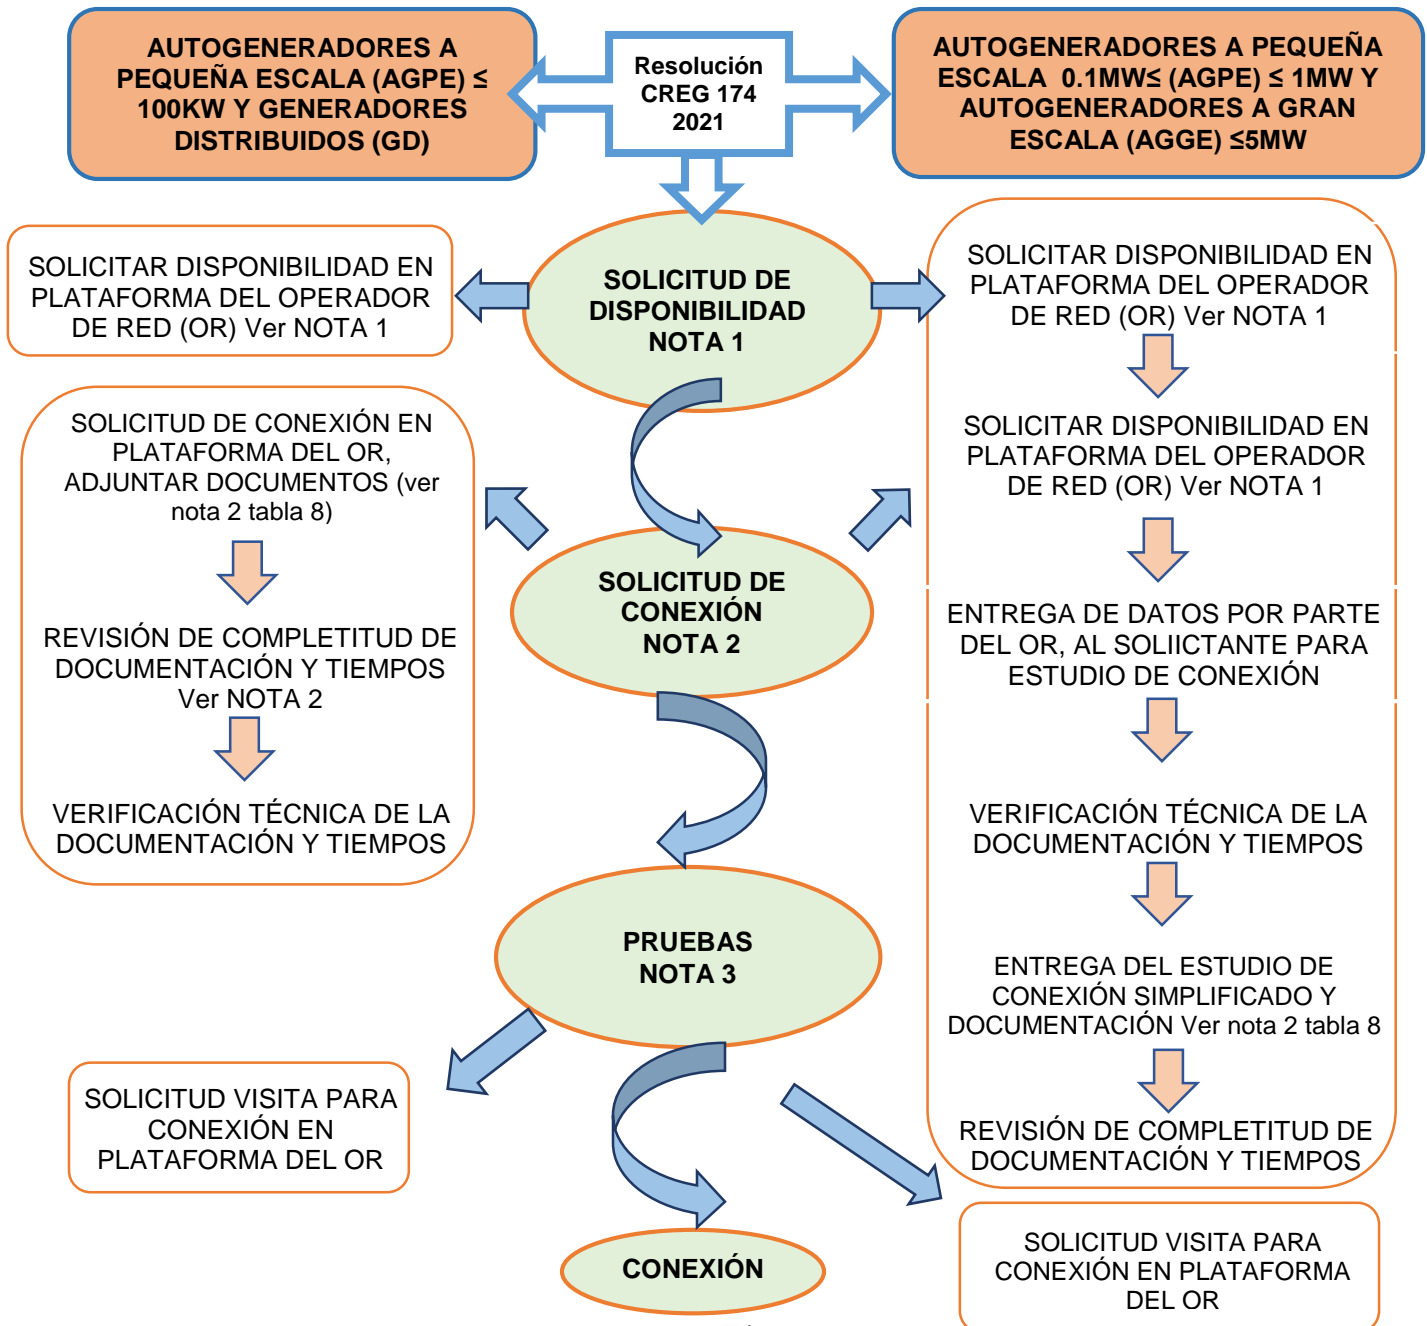 AUTOGENERADORES A
PEQUEÑA ESCALA (AGPE) ≤
100KW Y GENERADORES
DISTRIBUIDOS (GD)
Resolución
CREG 174
2021
AUTOGENERADORES A PEQUEÑA
ESCALA 0.1MW≤ (AGPE) ≤ 1MW Y
AUTOGENERADORES A GRAN
ESCALA (AGGE) ≤5MW
SOLICITAR DISPONIBILIDAD EN
PLATAFORMA DEL OPERADOR
DE RED (OR) Ver NOTA 1
SOLICITUD DE
DISPONIBILIDAD
NOTA 1
SOLICITAR DISPONIBILIDAD EN
PLATAFORMA DEL OPERADOR
DE RED (OR) Ver NOTA 1
SOLICITUD DE CONEXIÓN EN
PLATAFORMA DEL OR,
ADJUNTAR DOCUMENTOS (ver
nota 2 tabla 8)
REVISIÓN DE COMPLETITUD DE
DOCUMENTACIÓN Y TIEMPOS
Ver NOTA 2
VERIFICACIÓN TÉCNICA DE LA
DOCUMENTACIÓN Y TIEMPOS
SOLICITUD DE
CONEXIÓN
NOTA 2
SOLICITAR DISPONIBILIDAD EN
PLATAFORMA DEL OPERADOR
DE RED (OR) Ver NOTA 1
ENTREGA DE DATOS POR PARTE
DEL OR, AL SOLIICTANTE PARA
ESTUDIO DE CONEXIÓN
VERIFICACIÓN TÉCNICA DE LA
DOCUMENTACIÓN Y TIEMPOS
ENTREGA DEL ESTUDIO DE
CONEXIÓN SIMPLIFICADO Y
DOCUMENTACIÓN Ver nota 2 tabla 8
REVISIÓN DE COMPLETITUD DE
DOCUMENTACIÓN Y TIEMPOS
PRUEBAS
NOTA 3
SOLICITUD VISITA PARA
CONEXIÓN EN
PLATAFORMA DEL OR
CONEXIÓN
SOLICITUD VISITA PARA
CONEXIÓN EN PLATAFORMA
DEL OR